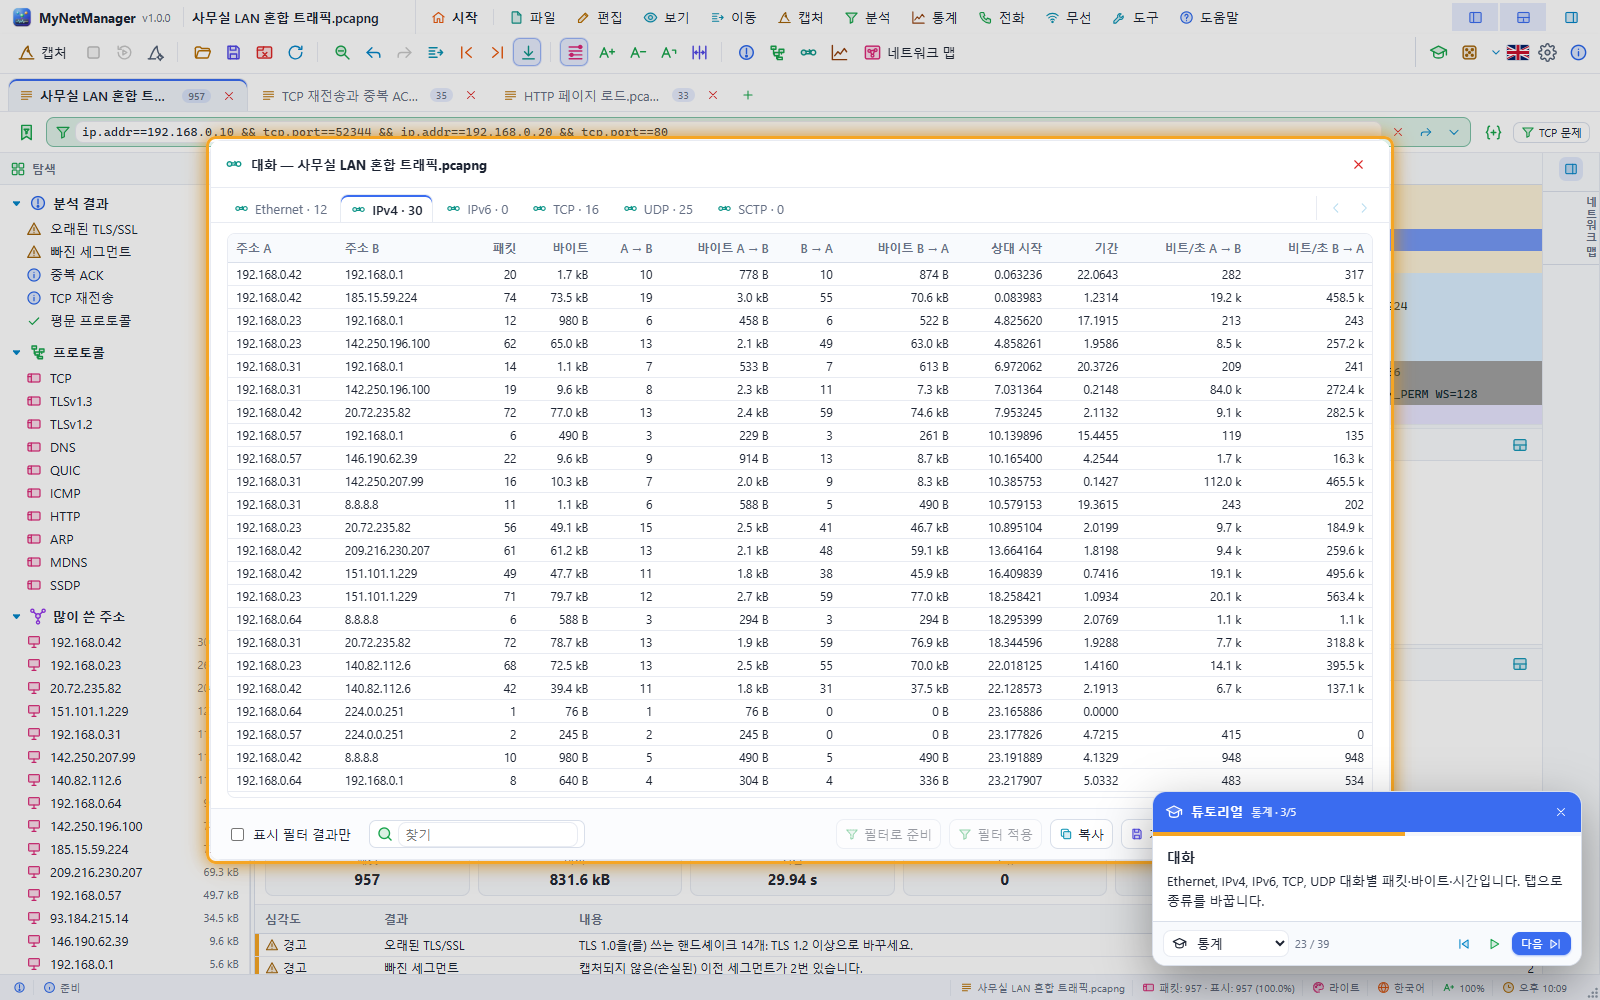 MyNetManager v1.0.0 사무실 LAN 혼합 트래픽.pcapng 시작 파일 편집 보기 이동 캡처 분석 통계 전화 무선 도구 도움말
캡처 A+ A− 네트워크 맵
사무실 LAN 혼합 트... 957 TCP 재전송과 중복 AC... 35 HTTP 페이지 로드.pca... 33
ip.addr==192.168.0.10 && tcp.port==52344 && ip.addr==192.168.0.20 && tcp.port==80 TCP 문제
탐색
분석 결과
오래된 TLS/SSL
빠진 세그먼트
중복 ACK
TCP 재전송
평문 프로토콜
프로토콜
TCP
TLSv1.3
TLSv1.2
DNS
QUIC
ICMP
HTTP
ARP
MDNS
SSDP
많이 쓴 주소
192.168.0.42
192.168.0.23
20.72.235.82
151.101.1.229
192.168.0.31
142.250.207.99
140.82.112.6
192.168.0.64
142.250.196.100
185.15.59.224
209.216.230.207 69.3 kB
192.168.0.57 49.7 kB
93.184.215.14 34.5 kB
146.190.62.39 9.6 kB
192.168.0.1 5.6 kB
대화 — 사무실 LAN 혼합 트래픽.pcapng
Ethernet · 12 IPv4 · 30 IPv6 · 0 TCP · 16 UDP · 25 SCTP · 0
주소 A 주소 B 패킷 바이트 A → B 바이트 A → B B → A 바이트 B → A 상대 시작 기간 비트/초 A → B 비트/초 B → A
192.168.0.42 192.168.0.1 20 1.7 kB 10 778 B 10 874 B 0.063236 22.0643 282 317
192.168.0.42 185.15.59.224 74 73.5 kB 19 3.0 kB 55 70.6 kB 0.083983 1.2314 19.2 k 458.5 k
192.168.0.23 192.168.0.1 12 980 B 6 458 B 6 522 B 4.825620 17.1915 213 243
192.168.0.23 142.250.196.100 62 65.0 kB 13 2.1 kB 49 63.0 kB 4.858261 1.9586 8.5 k 257.2 k
192.168.0.31 192.168.0.1 14 1.1 kB 7 533 B 7 613 B 6.972062 20.3726 209 241
192.168.0.31 142.250.196.100 19 9.6 kB 8 2.3 kB 11 7.3 kB 7.031364 0.2148 84.0 k 272.4 k
192.168.0.42 20.72.235.82 72 77.0 kB 13 2.4 kB 59 74.6 kB 7.953245 2.1132 9.1 k 282.5 k
192.168.0.57 192.168.0.1 6 490 B 3 229 B 3 261 B 10.139896 15.4455 119 135
192.168.0.57 146.190.62.39 22 9.6 kB 9 914 B 13 8.7 kB 10.165400 4.2544 1.7 k 16.3 k
192.168.0.31 142.250.207.99 16 10.3 kB 7 2.0 kB 9 8.3 kB 10.385753 0.1427 112.0 k 465.5 k
192.168.0.31 8.8.8.8 11 1.1 kB 6 588 B 5 490 B 10.579153 19.3615 243 202
192.168.0.23 20.72.235.82 56 49.1 kB 15 2.5 kB 41 46.7 kB 10.895104 2.0199 9.7 k 184.9 k
192.168.0.42 209.216.230.207 61 61.2 kB 13 2.1 kB 48 59.1 kB 13.664164 1.8198 9.4 k 259.6 k
192.168.0.42 151.101.1.229 49 47.7 kB 11 1.8 kB 38 45.9 kB 16.409839 0.7416 19.1 k 495.6 k
192.168.0.23 151.101.1.229 71 79.7 kB 12 2.7 kB 59 77.0 kB 18.258421 1.0934 20.1 k 563.4 k
192.168.0.64 8.8.8.8 6 588 B 3 294 B 3 294 B 18.295399 2.0769 1.1 k 1.1 k
192.168.0.31 20.72.235.82 72 78.7 kB 13 1.9 kB 59 76.9 kB 18.344596 1.9288 7.7 k 318.8 k
192.168.0.23 140.82.112.6 68 72.5 kB 13 2.5 kB 55 70.0 kB 22.018125 1.4160 14.1 k 395.5 k
192.168.0.42 140.82.112.6 42 39.4 kB 11 1.8 kB 31 37.5 kB 22.128573 2.1913 6.7 k 137.1 k
192.168.0.64 224.0.0.251 1 76 B 1 76 B 0 0 B 23.165886 0.0000
192.168.0.57 224.0.0.251 2 245 B 2 245 B 0 0 B 23.177826 4.7215 415 0
192.168.0.42 8.8.8.8 10 980 B 5 490 B 5 490 B 23.191889 4.1329 948 948
192.168.0.64 192.168.0.1 8 640 B 4 304 B 4 336 B 23.217907 5.0332 483 534
표시 필터 결과만 찾기 필터로 준비 필터 적용 복사
24
_PERM WS=128
네트워크 맵
957 831.6 kB 29.94 s 0
심각도 결과 내용
경고 오래된 TLS/SSL TLS 1.0을(를) 쓰는 핸드셰이크 14개: TLS 1.2 이상으로 바꾸세요.
경고 빠진 세그먼트 캡처되지 않은(손실된) 이전 세그먼트가 2번 있습니다. 2
튜토리얼 통계 · 3/5
대화
Ethernet, IPv4, IPv6, TCP, UDP 대화별 패킷·바이트·시간입니다. 탭으로
종류를 바꿉니다.
통계 23 / 39 다음
준비 사무실 LAN 혼합 트래픽.pcapng 패킷: 957 · 표시: 957 (100.0%) 라이트 한국어 A+ 100% 오후 10:09